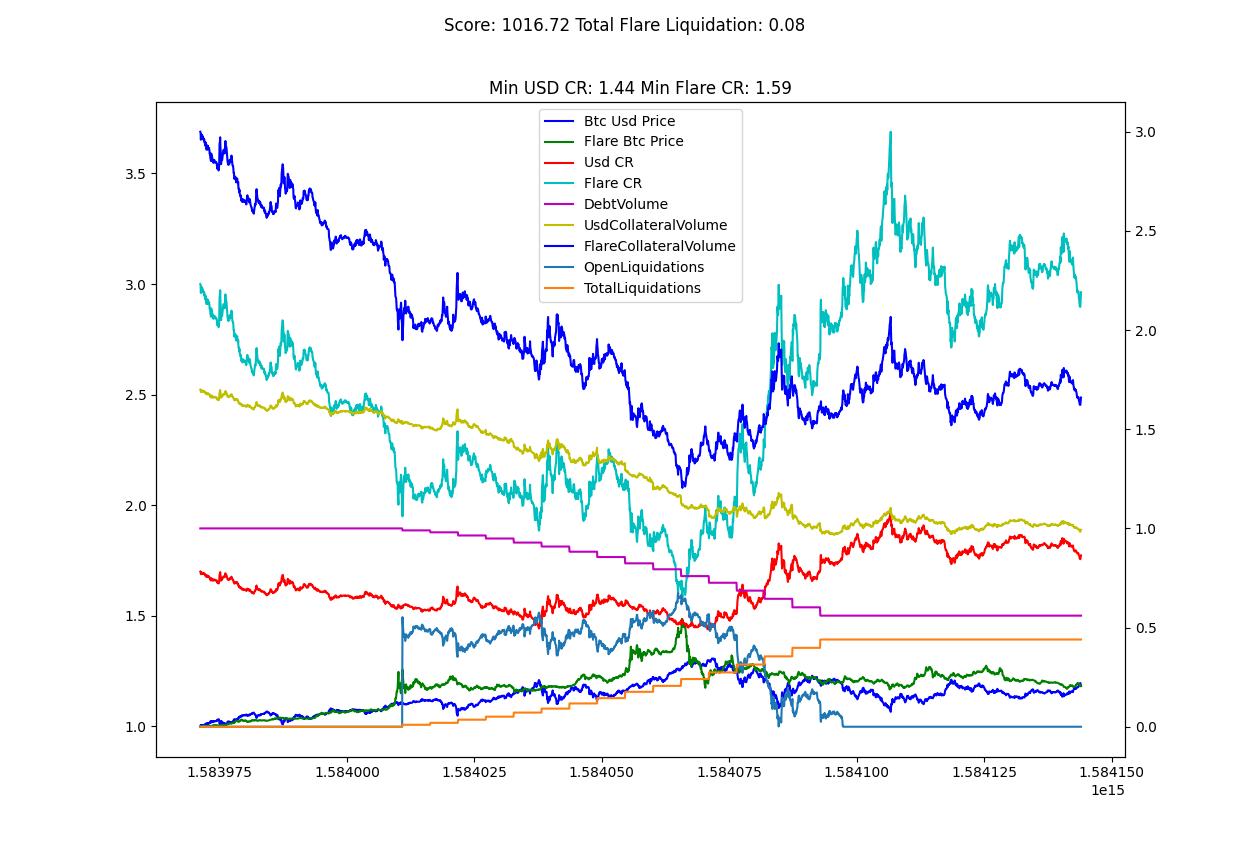 Score: 1016.72 Total Flare Liquidation: 0.08
Min USD CR: 1.44 Min Flare CR: 1.59
Btc Usd Price
Flare Btc Price
Usd CR
Flare CR
DebtVolume
UsdCollateralVolume
FlareCollateralVolume
OpenLiquidations
TotalLiquidations
3.5
3.0
2.5
2.0
1.5
1.0
3.0
2.5
2.0
1.5
1.0
0.5
0.0
1.583975 1.584000 1.584025 1.584050 1.584075 1.584100 1.584125 1.584150
1e15